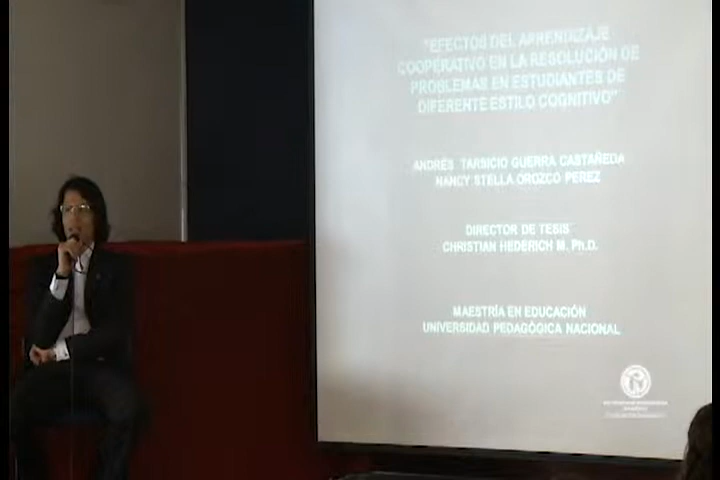 "EFECTOS DEL APRENDIZAJE
COOPERATIVO EN LA RESOLUCIÓN DE
PROBLEMAS EN ESTUDIANTES DE
DIFERENTE ESTILO COGNITIVO"
ANDRÉS TARSICIO GUERRA CASTAÑEDA
NANCY STELLA OROZCO PEREZ
DIRECTOR DE TESIS
CHRISTIAN HEDERICH M. Ph.D.
MAESTRÍA EN EDUCACIÓN
UNIVERSIDAD PEDAGÓGICA NACIONAL